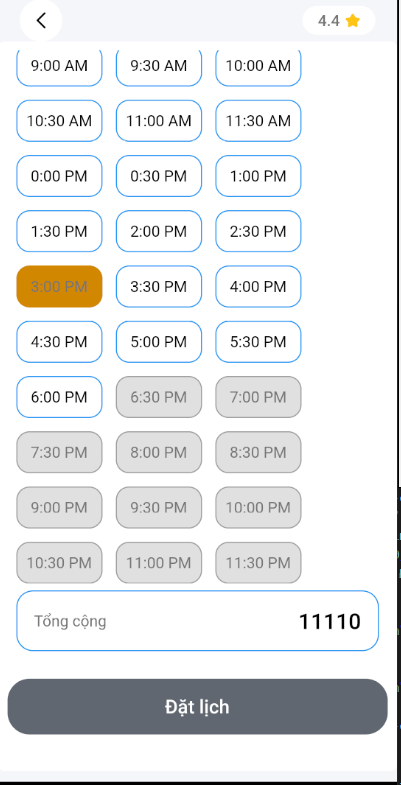 4.4
9:00 AM 9:30 AM 10:00 AM
10:30 AM 11:00 AM 11:30 AM
0:00 PM 0:30 PM 1:00 PM
1:30 PM 2:00 PM 2:30 PM
3:00 PM 3:30 PM 4:00 PM
4:30 PM 5:00 PM 5:30 PM
6:00 PM 6:30 PM 7:00 PM
7:30 PM 8:00 PM 8:30 PM
9:00 PM 9:30 PM 10:00 PM
10:30 PM 11:00 PM 11:30 PM
Tổng cộng 11110
Đặt lịch